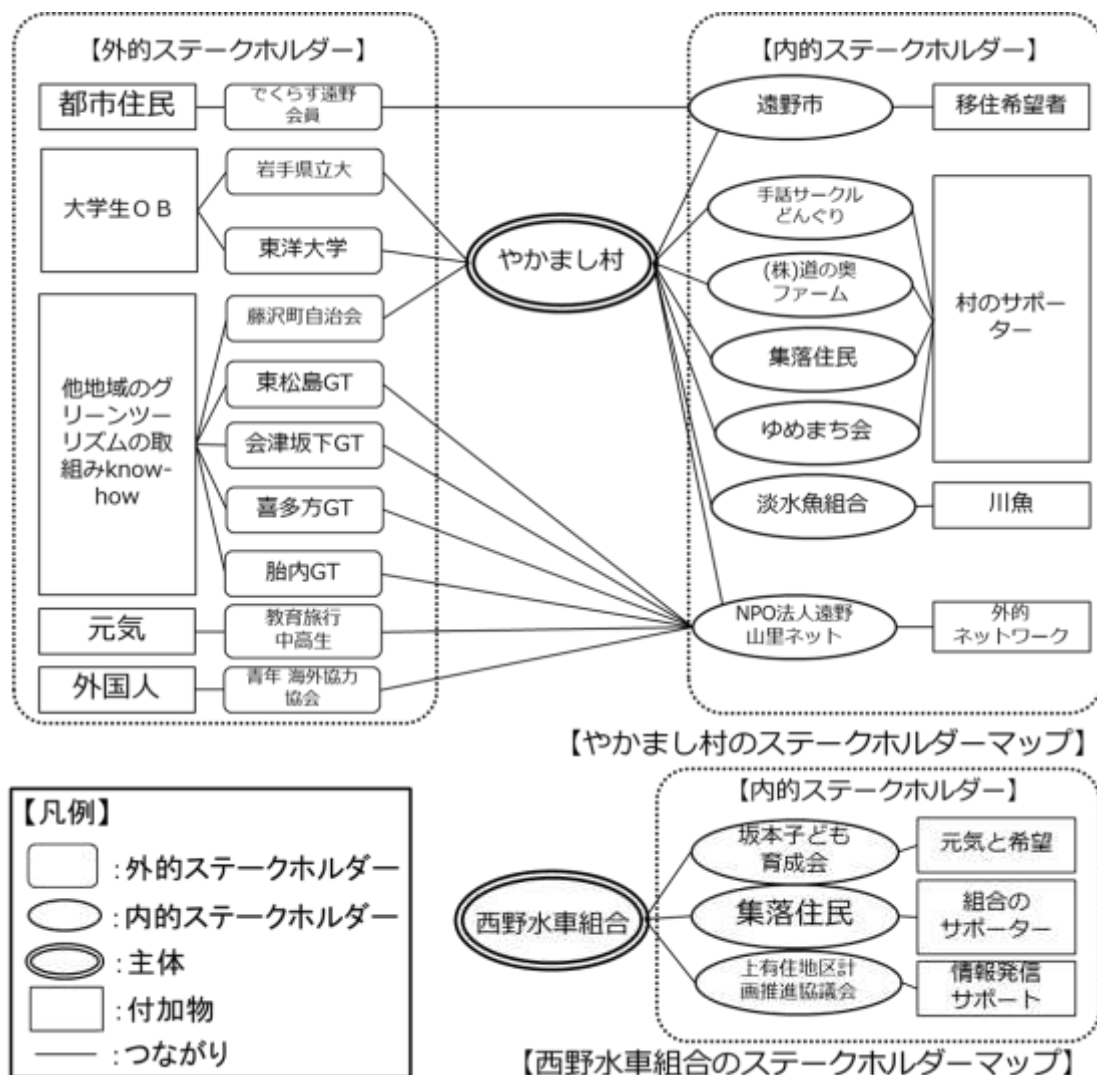 【外的ステークホルダー】
都市住民
でくらす遠野
会員
大学生OB
岩手県立大
東洋大学
他地域のグ
リーンツー
リズムの取
組みknow-
how
藤沢町自治会
東松島GT
会津坂下GT
喜多方GT
胎内GT
元気
教育旅行
中高生
外国人
青年 海外協力
協会
やかまし村
【内的ステークホルダー】
遠野市
移住希望者
手話サークル
どんぐり
(株)道の奥
ファーム
集落住民
ゆめまち会
村のサポー
ター
淡水魚組合
川魚
NPO法人遠野
山里ネット
外的
ネットワーク
【やかまし村のステークホルダーマップ】
【凡例】
:外的ステークホルダー
:内的ステークホルダー
:主体
:付加物
:つながり
【内的ステークホルダー】
西野水車組合
坂本子ども
育成会
元気と希望
集落住民
組合の
サポーター
上有住地区計
画推進協議会
情報発信
サポート
【西野水車組合のステークホルダーマップ】